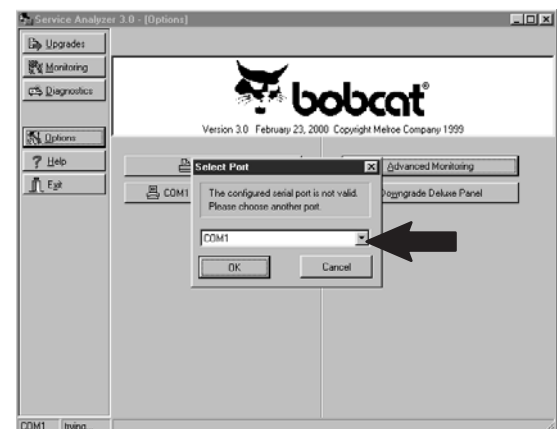 Service Analyzer 3.0 - [Options]
Upgrades
Monitoring
Diagnostics
Options
Help
Exit
bobcat®
Version 3.0 February 23, 2000 Copyright Melroe Company 1999
Advanced Monitoring
COM1
Downgrade Deluxe Panel
Select Port
The configured serial port is not valid.
Please choose another port.
COM1
OK
Cancel
COM1 trying...